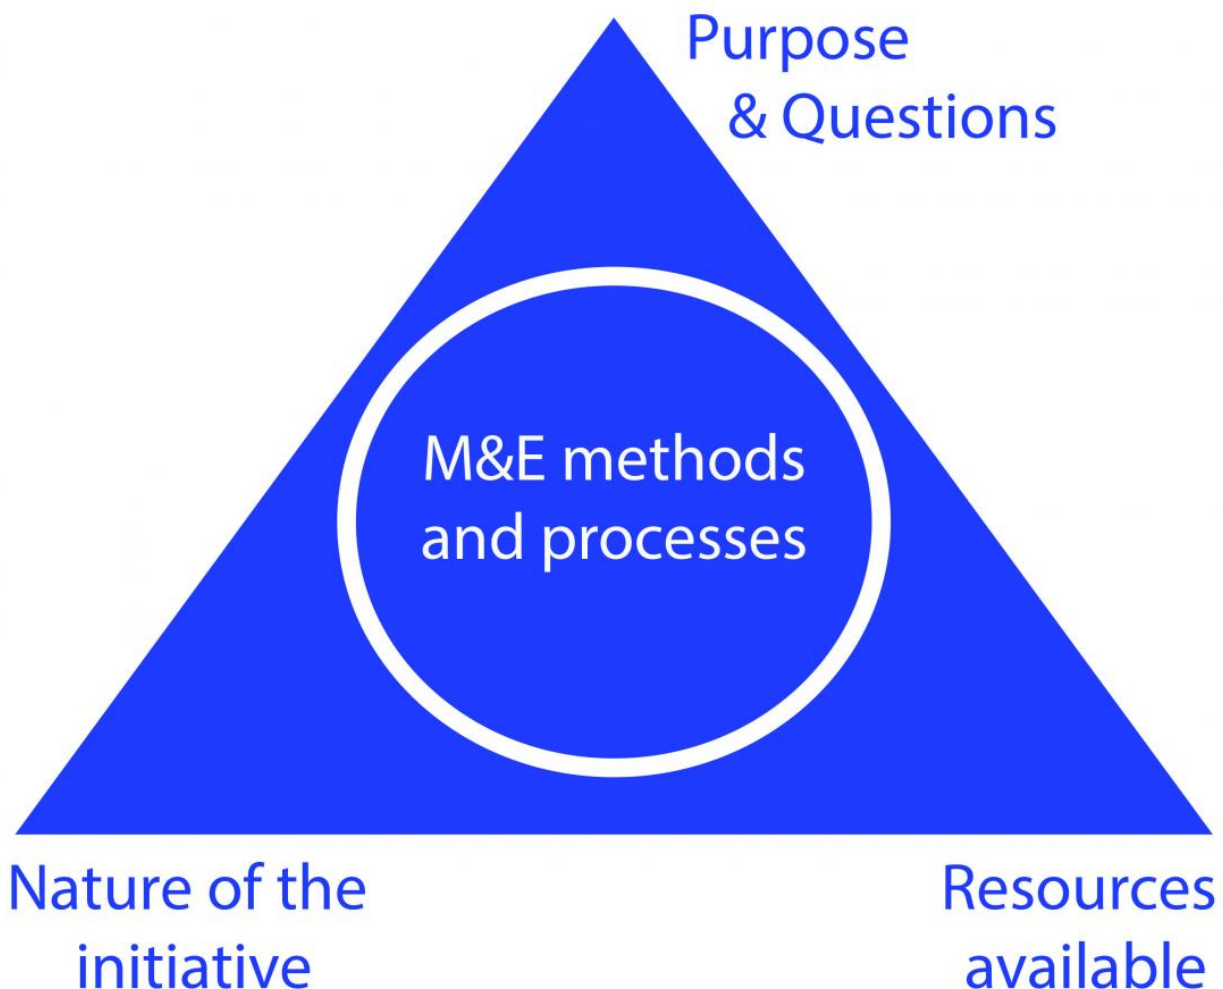 Purpose
& Questions
M&E methods
and processes
Nature of the
initiative
Resources
available